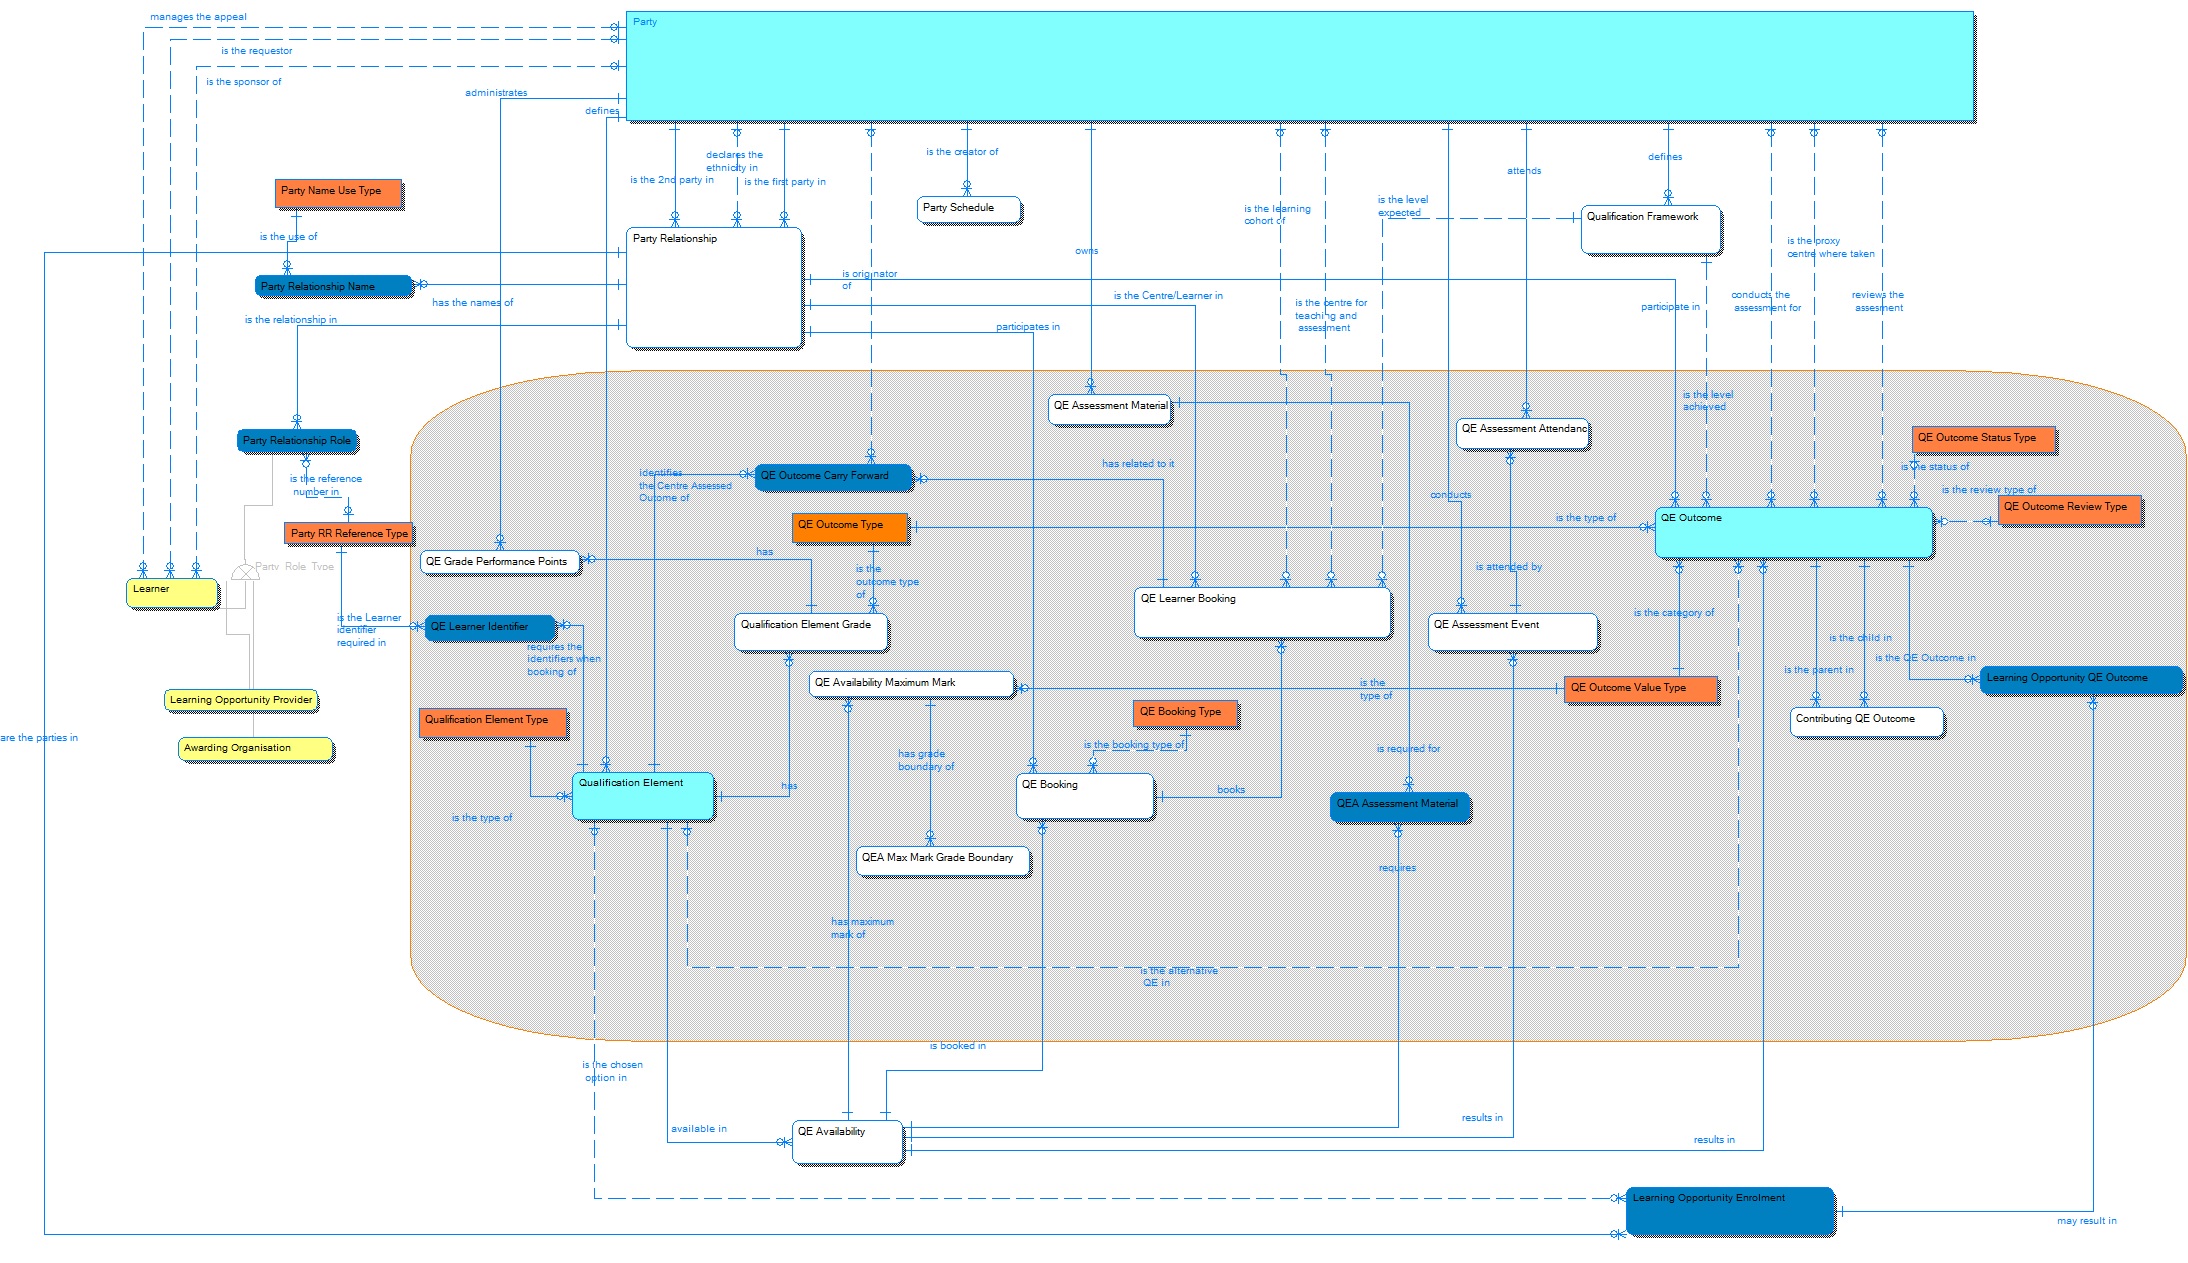 manages the appeal
Party
is the requestor
is the sponsor of
administrates
defines
declares the
ethnicity in
is the 2nd party in
is the first party in
is the creator of
attends
defines
Party Name Use Type
Party Schedule
is the level
expected
is the learning
cohort of
Qualification Framework
is the use of
Party Relationship
owns
is the proxy
centre where taken
Party Relationship Name
has the names of
is originator
of
is the Centre/Learner in
is the centre for
teaching and
assessment
participate in
conducts the
assessment for
reviews the
assesment
is the relationship in
participates in
QE Assessment Material
is the level
achieved
QE Assessment Attendanc
Party Relationship Role
QE Outcome Status Type
is the status of
is the reference
number in
identifies
the Centre Assessed
Outome of
QE Outcome Carry Forward
has related to it
conducts
is the review type of
QE Outcome Review Type
Party RR Reference Type
QE Outcome Type
is the type of
QE Outcome
QE Grade Performance Points
has
is the
outcome type
of
is attended by
Party Role Type
Learner
QE Learner Booking
is the category of
is the Learner
identifier
required in
QE Learner Identifier
Qualification Element Grade
QE Assessment Event
is the child in
requires the
identifiers when
booking of
is the parent in
is the QE Outcome in
QE Availability Maximum Mark
is the
type of
QE Outcome Value Type
Learning Opportunity QE Outcome
Learning Opportunity Provider
Qualification Element Type
QE Booking Type
Contributing QE Outcome
are the parties in
Awarding Organisation
has grade
boundary of
is the booking type of
is required for
Qualification Element
has
QE Booking
books
QEA Assessment Material
is the type of
QEA Max Mark Grade Boundary
requires
has maximum
mark of
is the alternative
QE in
is booked in
is the chosen
option in
available in
QE Availability
results in
results in
Learning Opportunity Enrolment
may result in